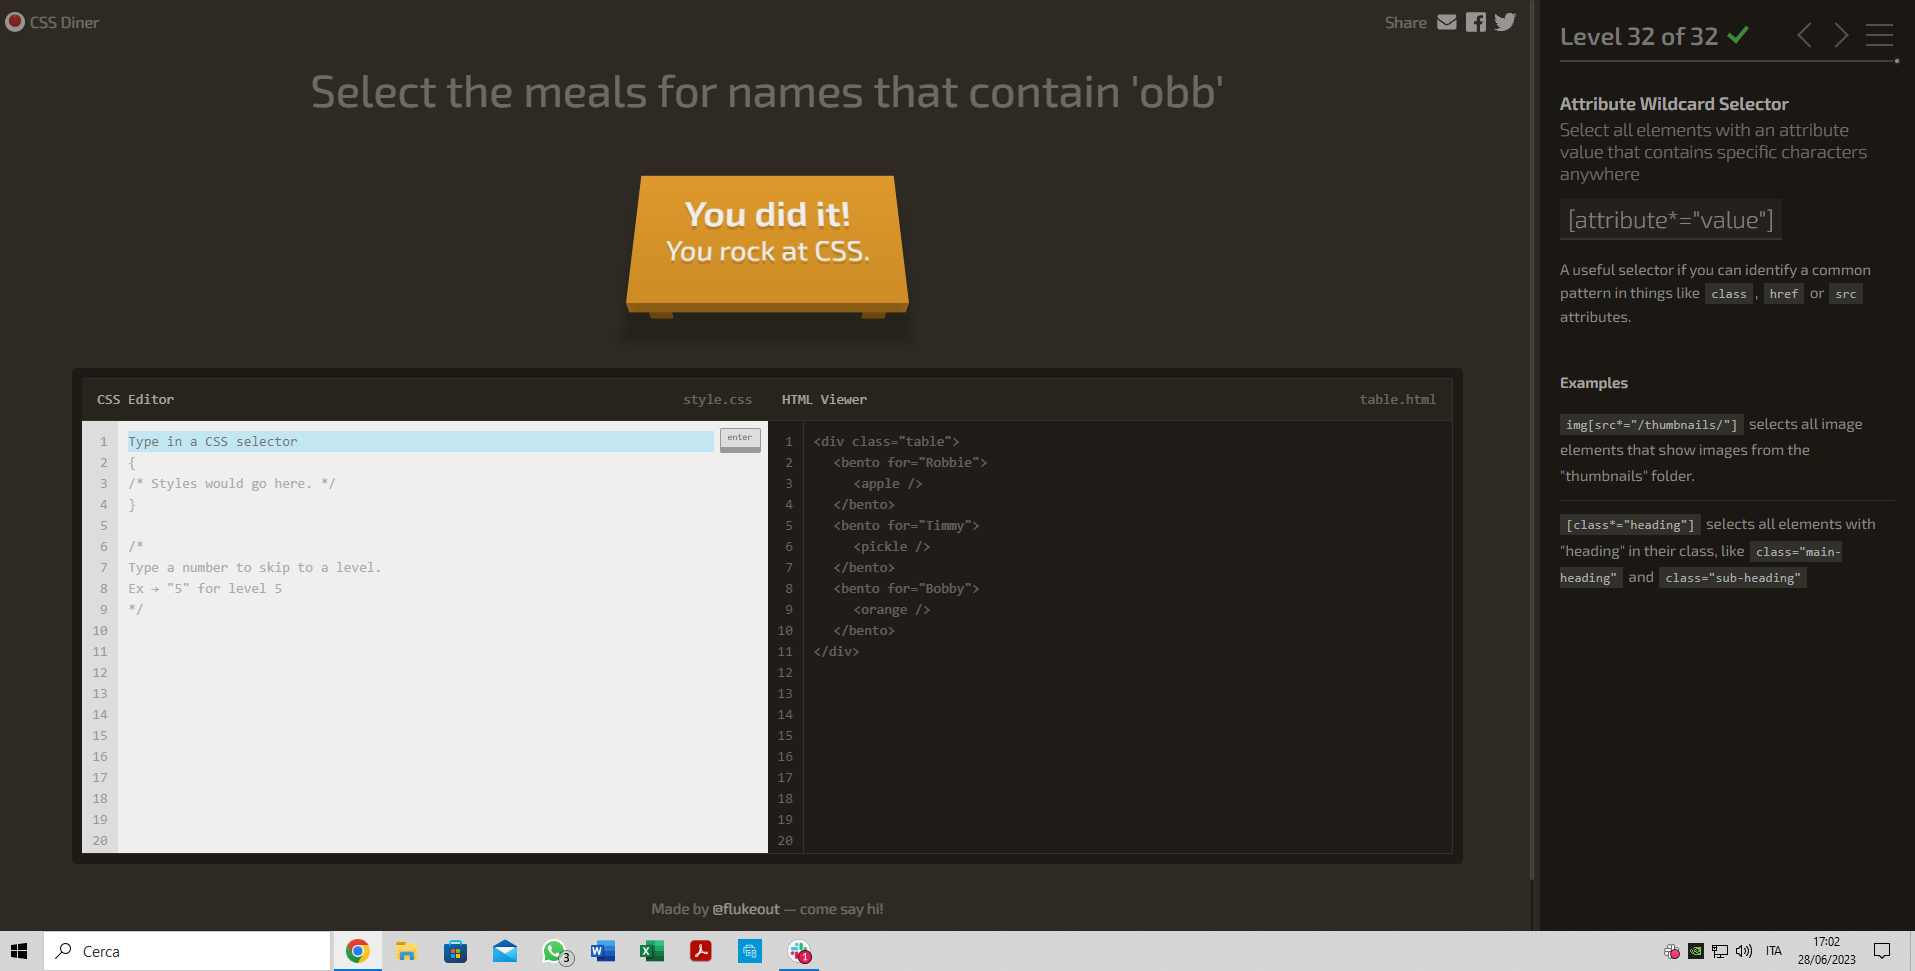 CSS Diner
Share
Select the meals for names that contain 'obb'
You did it!
You rock at CSS.
CSS Editor
style.css
HTML Viewer
table.html
1
2
3
4
5
6
7
8
9
10
11
12
13
14
15
16
17
18
19
20
Type in a CSS selector
enter
{
/* Styles would go here. */
}
/*
Type a number to skip to a level.
Ex → "5" for level 5
*/
1
2
3
4
5
6
7
8
9
10
11
12
13
14
15
16
17
18
19
20
<div class="table">
<bento for="Robbie">
<apple />
</bento>
<bento for="Timmy">
<pickle />
</bento>
<bento for="Bobby">
<orange />
</bento>
</div>
Made by @flukeout — come say hi!
Level 32 of 32
Attribute Wildcard Selector
Select all elements with an attribute
value that contains specific characters
anywhere
[attribute*="value"]
A useful selector if you can identify a common
pattern in things like class , href or src
attributes.
Examples
img[src*="/thumbnails/"] selects all image
elements that show images from the
"thumbnails" folder.
[class*="heading"] selects all elements with
"heading" in their class, like class="main-
heading" and class="sub-heading"
Cerca
3
1
ITA
17:02
28/06/2023